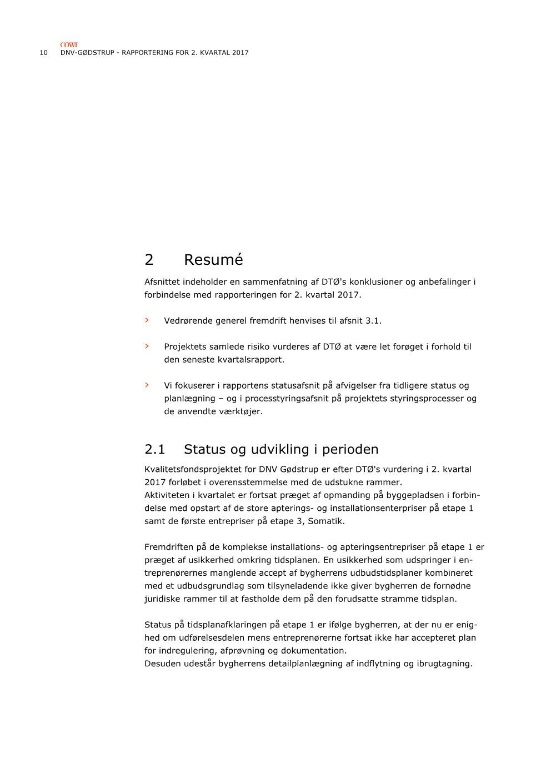 COWI
10 DNV-GØDSTRUP - RAPPORTERING FOR 2. KVARTAL 2017
2 Resumé
Afsnittet indeholder en sammenfatning af DTØ's konklusioner og anbefalinger i
forbindelse med rapporteringen for 2. kvartal 2017.
› Vedrørende generel fremdrift henvises til afsnit 3.1.
› Projektets samlede risiko vurderes af DTØ at være let forøget i forhold til
den seneste kvartalsrapport.
› Vi fokuserer i rapportens statusafsnit på afvigelser fra tidligere status og
planlægning – og i processtyringsafsnit på projektets styringsprocesser og
de anvendte værktøjer.
2.1 Status og udvikling i perioden
Kvalitetsfondsprojektet for DNV Gødstrup er efter DTØ's vurdering i 2. kvartal
2017 forløbet i overensstemmelse med de udstukne rammer.
Aktiviteten i kvartalet er fortsat præget af opmanding på byggepladsen i forbin-
delse med opstart af de store apterings- og installationsenterpriser på etape 1
samt de første entrepriser på etape 3, Somatik.
Fremdriften på de komplekse installations- og apteringsentrepriser på etape 1 er
præget af usikkerhed omkring tidsplanen. En usikkerhed som udspringer i en-
treprenørernes manglende accept af bygherrens udbudstidsplaner kombineret
med et udbudsgrundlag som tilsyneladende ikke giver bygherren de fornødne
juridiske rammer til at fastholde dem på den forudsatte stramme tidsplan.
Status på tidsplanafklaringen på etape 1 er ifølge bygherren, at der nu er enig-
hed om udførelsesdelen mens entreprenørerne fortsat ikke har accepteret plan
for indregulering, afprøvning og dokumentation.
Desuden udestår bygherrens detailplanlægning af indflytning og ibrugtagning.